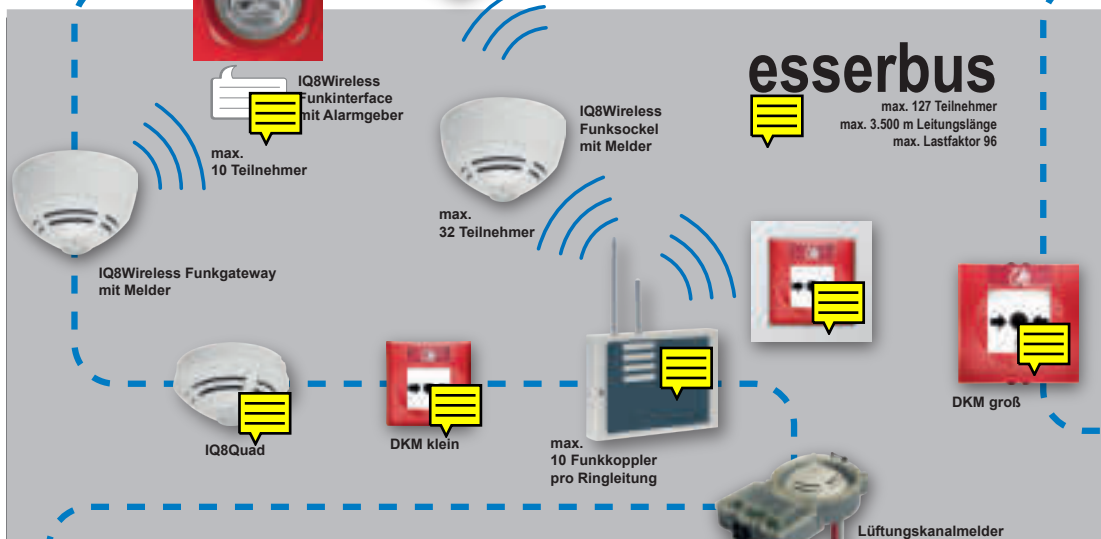 esserbus
max. 127 Teilnehmer
max. 3.500 m Leitungslänge
max. Lastfaktor 96
IQ8Wireless
Funkinterface
mit Alarmgeber
max.
10 Teilnehmer
IQ8Wireless
Funksockel
mit Melder
max.
32 Teilnehmer
IQ8Wireless Funkgateway
mit Melder
IQ8Quad
DKM klein
max.
10 Funkkoppler
pro Ringleitung
DKM groß
Lüftungskanalmelder